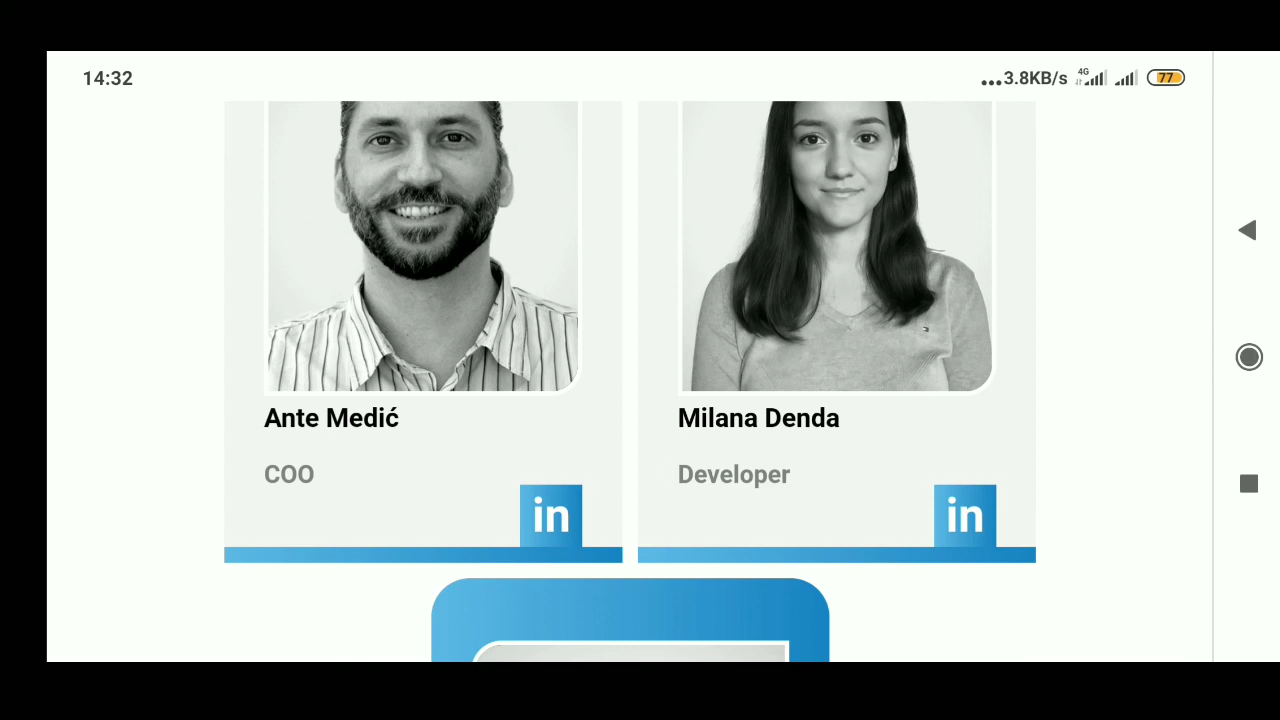 14:32
...3.8KB/s 4G 77
Ante Medić
COO
in
Milana Denda
Developer
in